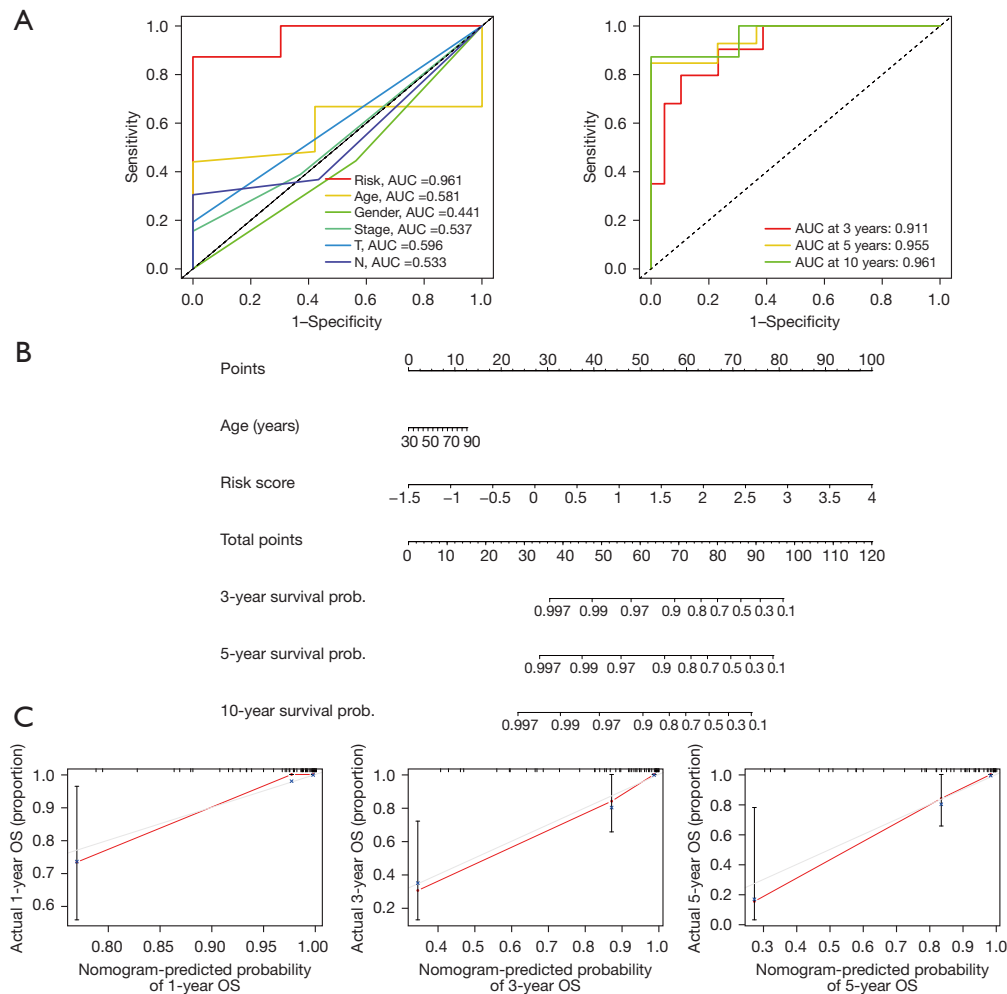 A
Sensitivity
1.0
0.8
0.6
0.4
0.2
0.0
Risk, AUC =0.961
Age, AUC =0.581
Gender, AUC =0.441
Stage, AUC =0.537
T, AUC =0.596
N, AUC =0.533
0.0 0.2 0.4 0.6 0.8 1.0
1–Specificity
Sensitivity
1.0
0.8
0.6
0.4
0.2
0.0
AUC at 3 years: 0.911
AUC at 5 years: 0.955
AUC at 10 years: 0.961
0.0 0.2 0.4 0.6 0.8 1.0
1–Specificity
B
Points
0 10 20 30 40 50 60 70 80 90 100
Age (years)
30 50 70 90
Risk score
−1.5 −1 −0.5 0 0.5 1 1.5 2 2.5 3 3.5 4
Total points
0 10 20 30 40 50 60 70 80 90 100 110 120
3-year survival prob.
0.997 0.99 0.97 0.9 0.8 0.7 0.5 0.3 0.1
5-year survival prob.
0.997 0.99 0.97 0.9 0.8 0.7 0.5 0.3 0.1
10-year survival prob.
0.997 0.99 0.97 0.9 0.8 0.7 0.5 0.3 0.1
C
Actual 1-year OS (proportion)
1.0
0.9
0.8
0.7
0.6
0.80 0.85 0.90 0.95 1.00
Nomogram-predicted probability
of 1-year OS
Actual 3-year OS (proportion)
1.0
0.8
0.6
0.4
0.2
0.4 0.5 0.6 0.7 0.8 0.9 1.0
Nomogram-predicted probability
of 3-year OS
Actual 5-year OS (proportion)
1.0
0.8
0.6
0.4
0.2
0.0
0.3 0.4 0.5 0.6 0.7 0.8 0.9 1.0
Nomogram-predicted probability
of 5-year OS